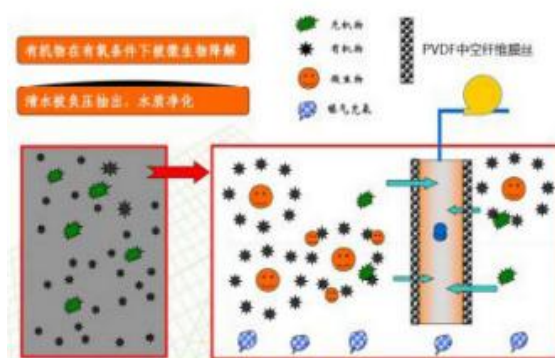 有机物在有氧条件下被微生物降解
清水被负压抽出、水质净化
无机物
有机物
微生物
曝气充氧
PVDF中空纤维膜丝